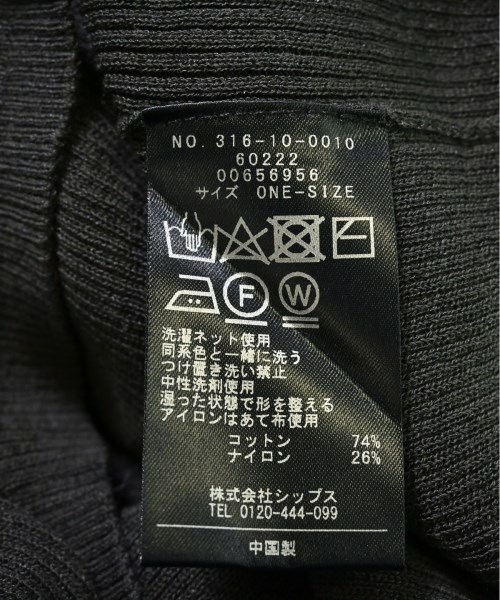 NO. 316-10-0010
60222
00656956
サイズ ONE-SIZE
F W
洗濯ネット使用
同系色と一緒に洗う
つけ置き洗い禁止
中性洗剤使用
湿った状態で形を整える
アイロンはあて布使用
コットン 74%
ナイロン 26%
株式会社シップス
TEL 0120-444-099
中国製